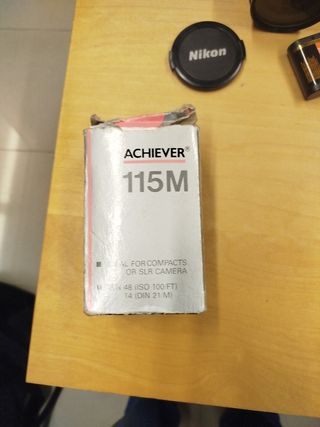 Nikon
ACHIEVER®
115M
FOR COMPACTS
OR SLR CAMERA
48 (ISO 100/FT)
14 (DIN 21 M)